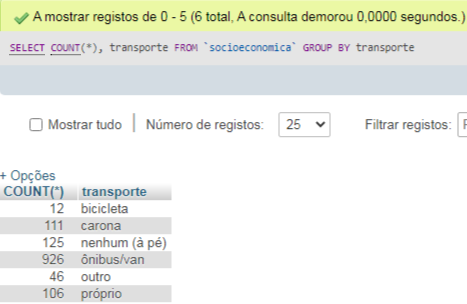 A mostrar registos de 0 - 5 (6 total, A consulta demorou 0,0000 segundos.)
SELECT COUNT(*), transporte FROM `socioeconomica` GROUP BY transporte
Mostrar tudo Número de registos: 25 Filtrar registos:
+ Opções
COUNT(*) transporte
12 bicicleta
111 carona
125 nenhum (à pé)
926 ônibus/van
46 outro
106 próprio